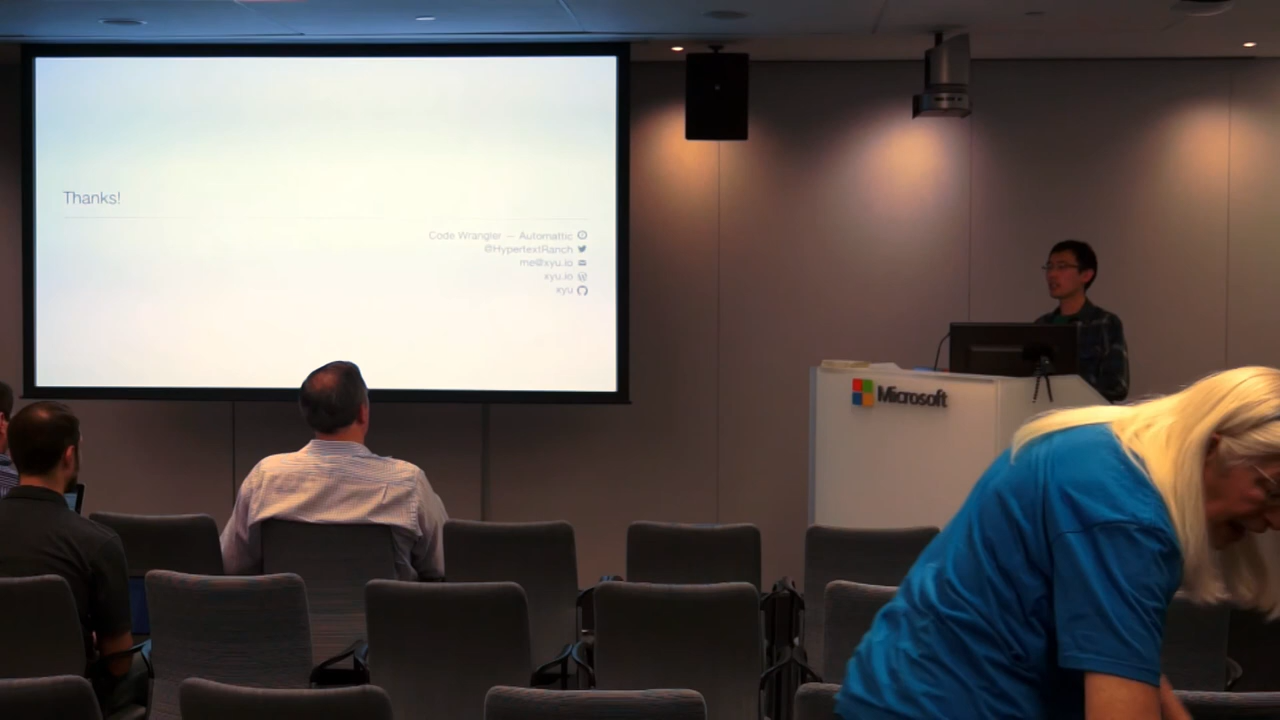 Thanks!
Code Wrangler — Automattic
@HypertextRanch
me@xyu.io
xyu.io
xyu
Microsoft